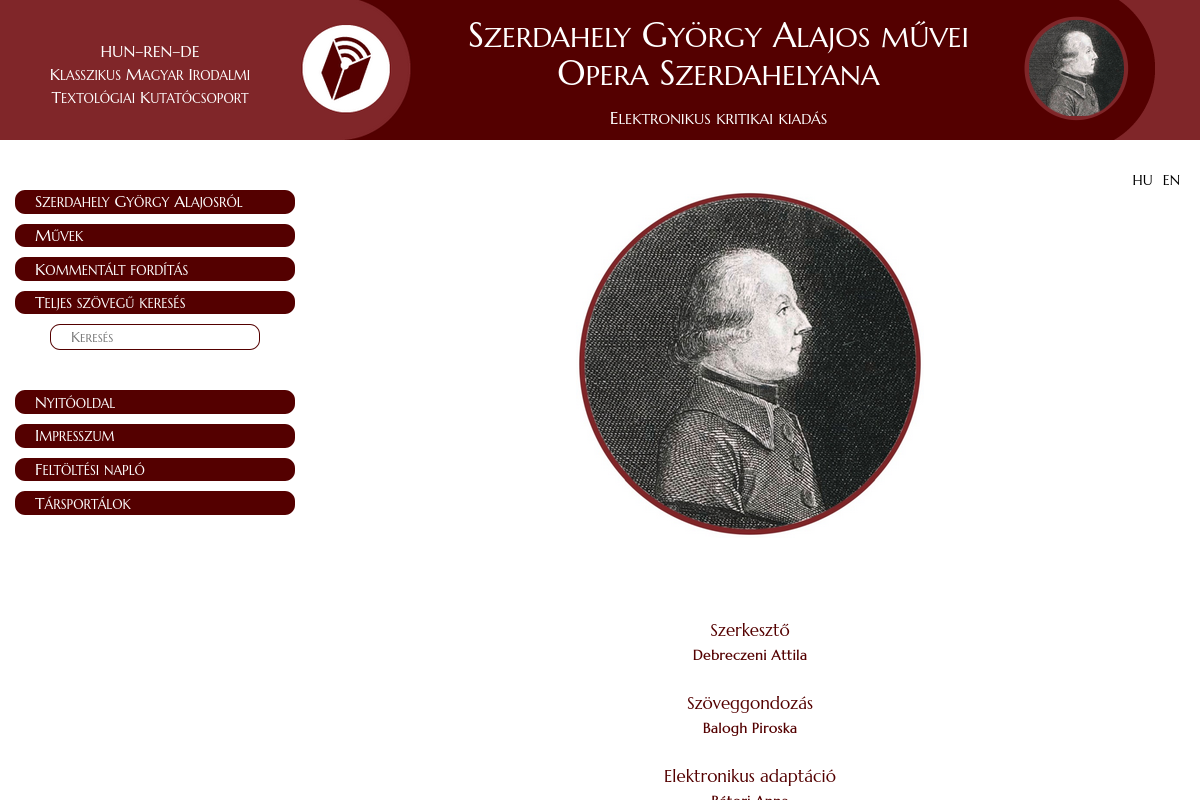 HUN–REN–DE
Klasszikus Magyar Irodalmi
Textológiai Kutatócsoport
Szerdahely György Alajos művei
Opera Szerdahelyana
Elektronikus kritikai kiadás
HU EN
Szerdahely György Alajosról
Művek
Kommentált fordítás
Teljes szövegű keresés
Keresés
Nyitóoldal
Impresszum
Feltöltési napló
Társportálok
Szerkesztő
Debreczeni Attila
Szöveggondozás
Balogh Piroska
Elektronikus adaptáció